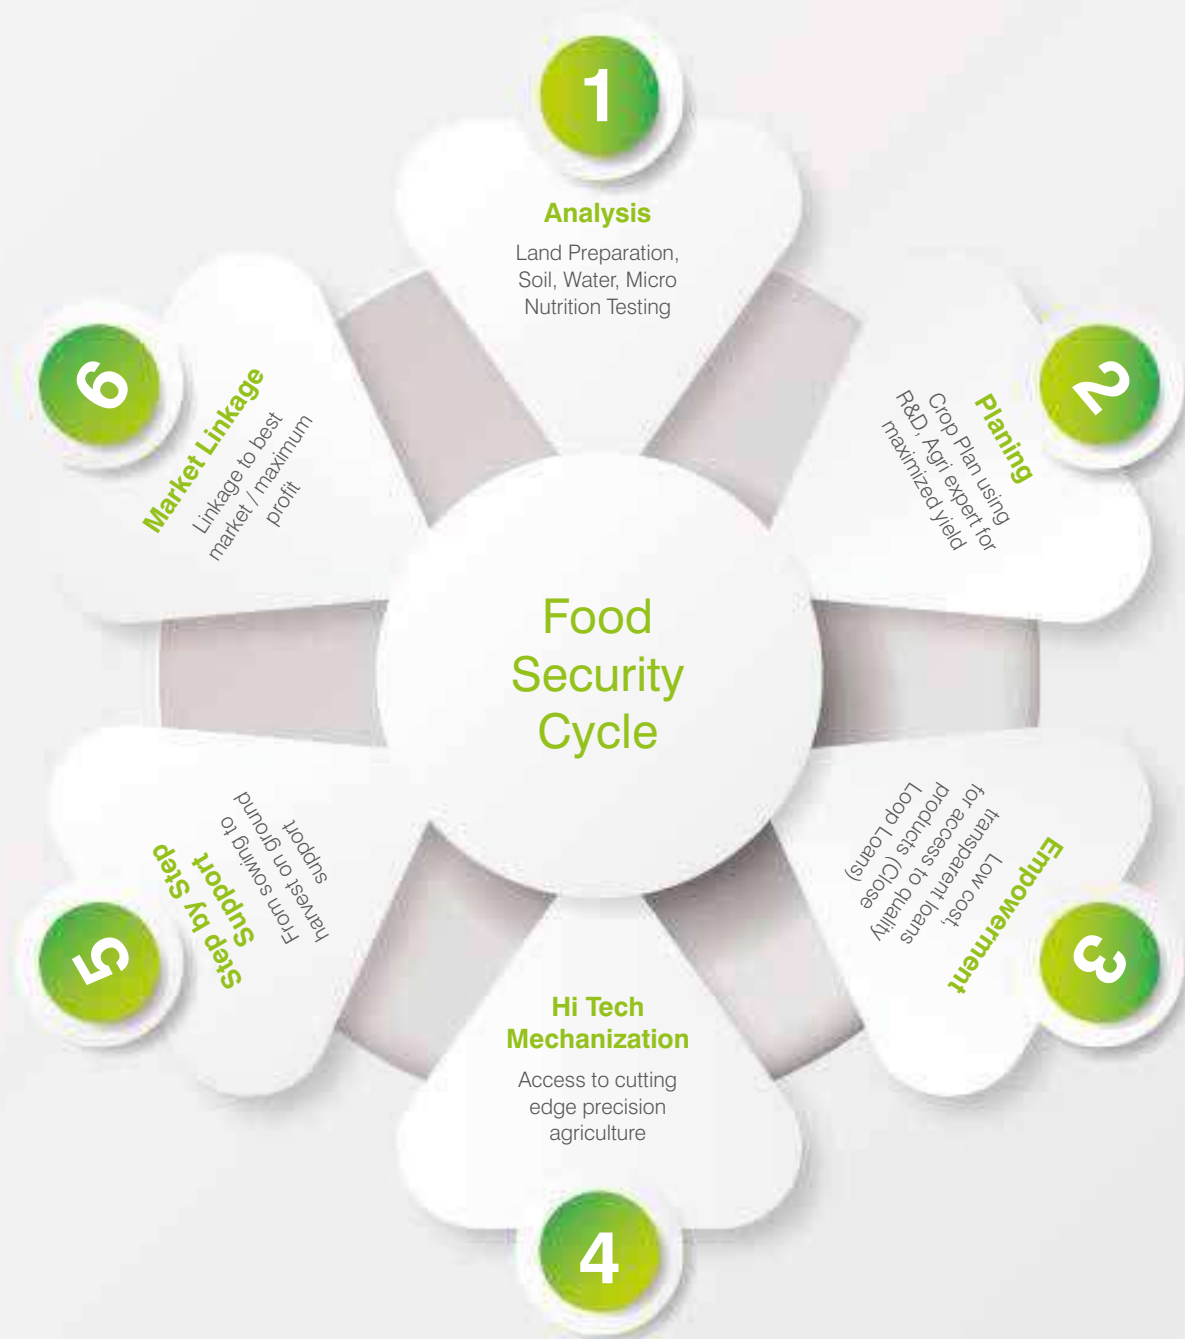 1
Analysis
Land Preparation,
Soil, Water, Micro
Nutrition Testing
2
Planing
Crop Plan using
R&D, Agri expert for
maximized yield
3
Empowerment
Low cost,
transparent loans
for access to quality
products (Close
Loop Loans)
4
Hi Tech
Mechanization
Access to cutting
edge precision
agriculture
5
Step by Step
Support
From sowing to
harvest on ground
support
6
Market Linkage
Linkage to best
market / maximum
profit
Food
Security
Cycle